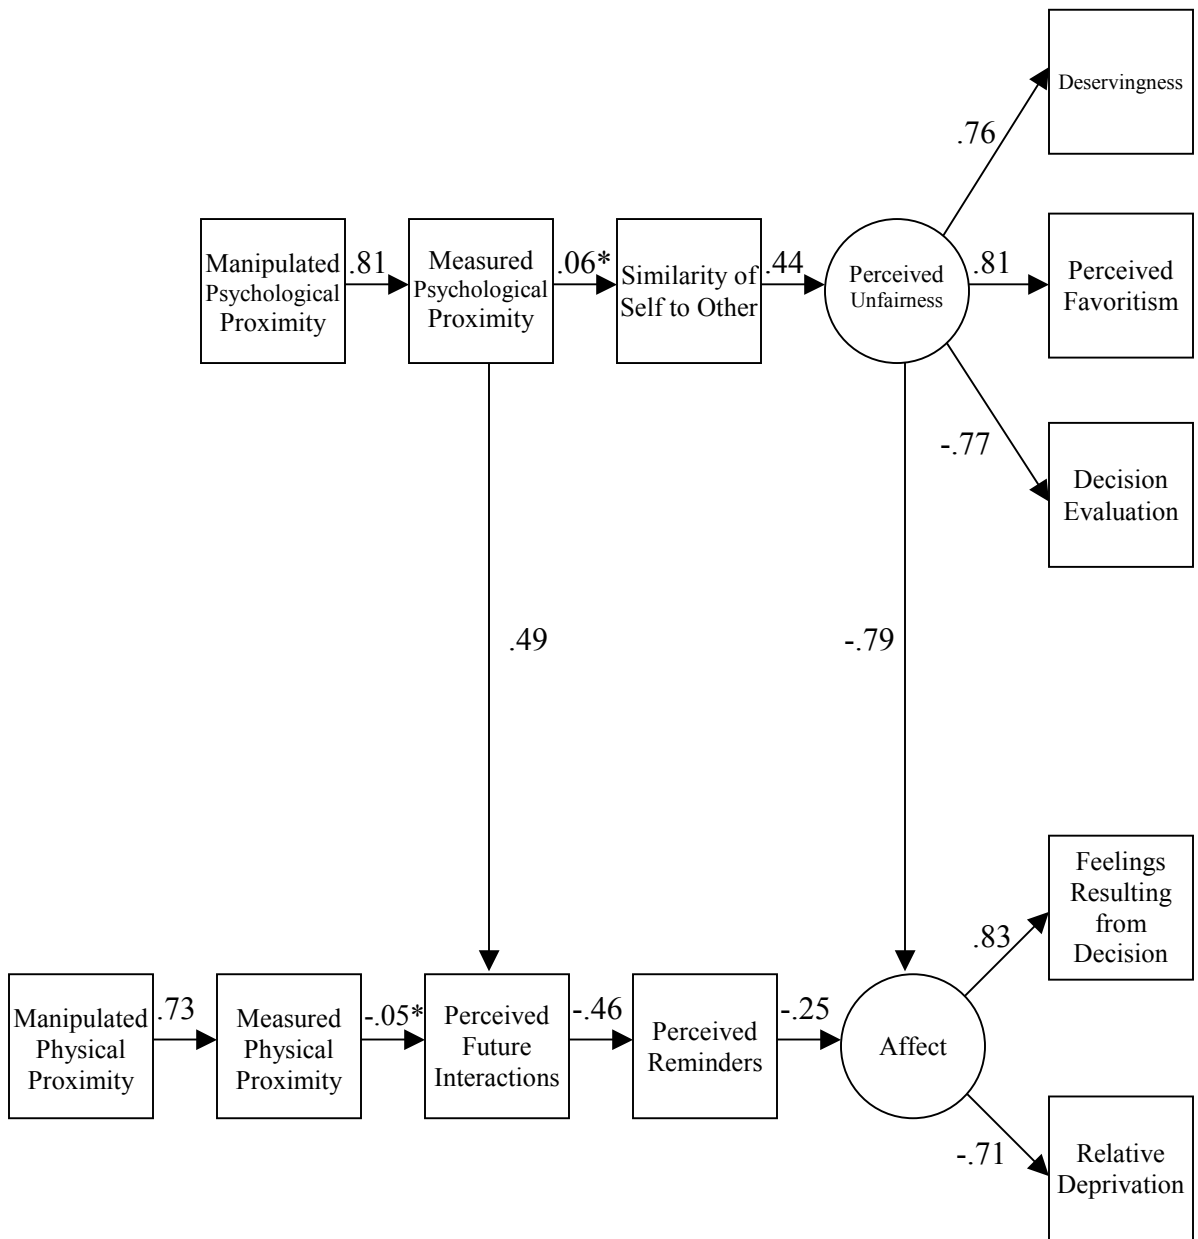 Deservingness
.76
Manipulated
Psychological
Proximity
.81
Measured
Psychological
Proximity
.06*
Similarity of
Self to Other
.44
Perceived
Unfairness
.81
Perceived
Favoritism
-.77
Decision
Evaluation
.49
-.79
Feelings
Resulting
from
Decision
.83
Manipulated
Physical
Proximity
.73
Measured
Physical
Proximity
-.05*
Perceived
Future
Interactions
-.46
Perceived
Reminders
-.25
Affect
-.71
Relative
Deprivation